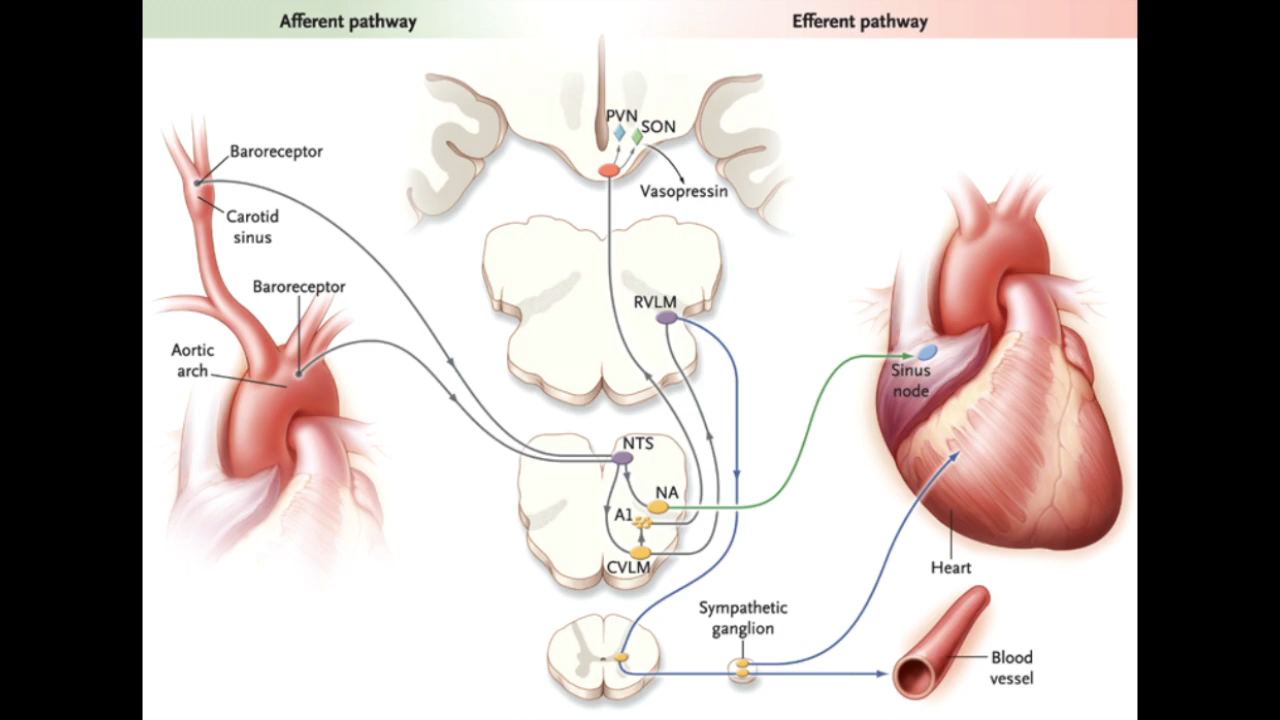 Afferent pathway
Efferent pathway
PVN
SON
Baroreceptor
Vasopressin
Carotid
sinus
Baroreceptor
RVLM
Aortic
arch
Sinus
node
NTS
NA
A1
CVLM
Heart
Sympathetic
ganglion
Blood
vessel